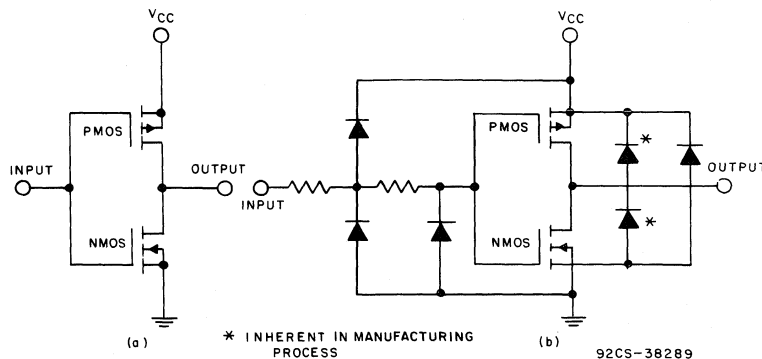 VCC
VCC
PMOS
PMOS
INPUT
OUTPUT
OUTPUT
INPUT
NMOS
NMOS
(a)
* INHERENT IN MANUFACTURING
PROCESS
(b)
92CS-38289
*
*